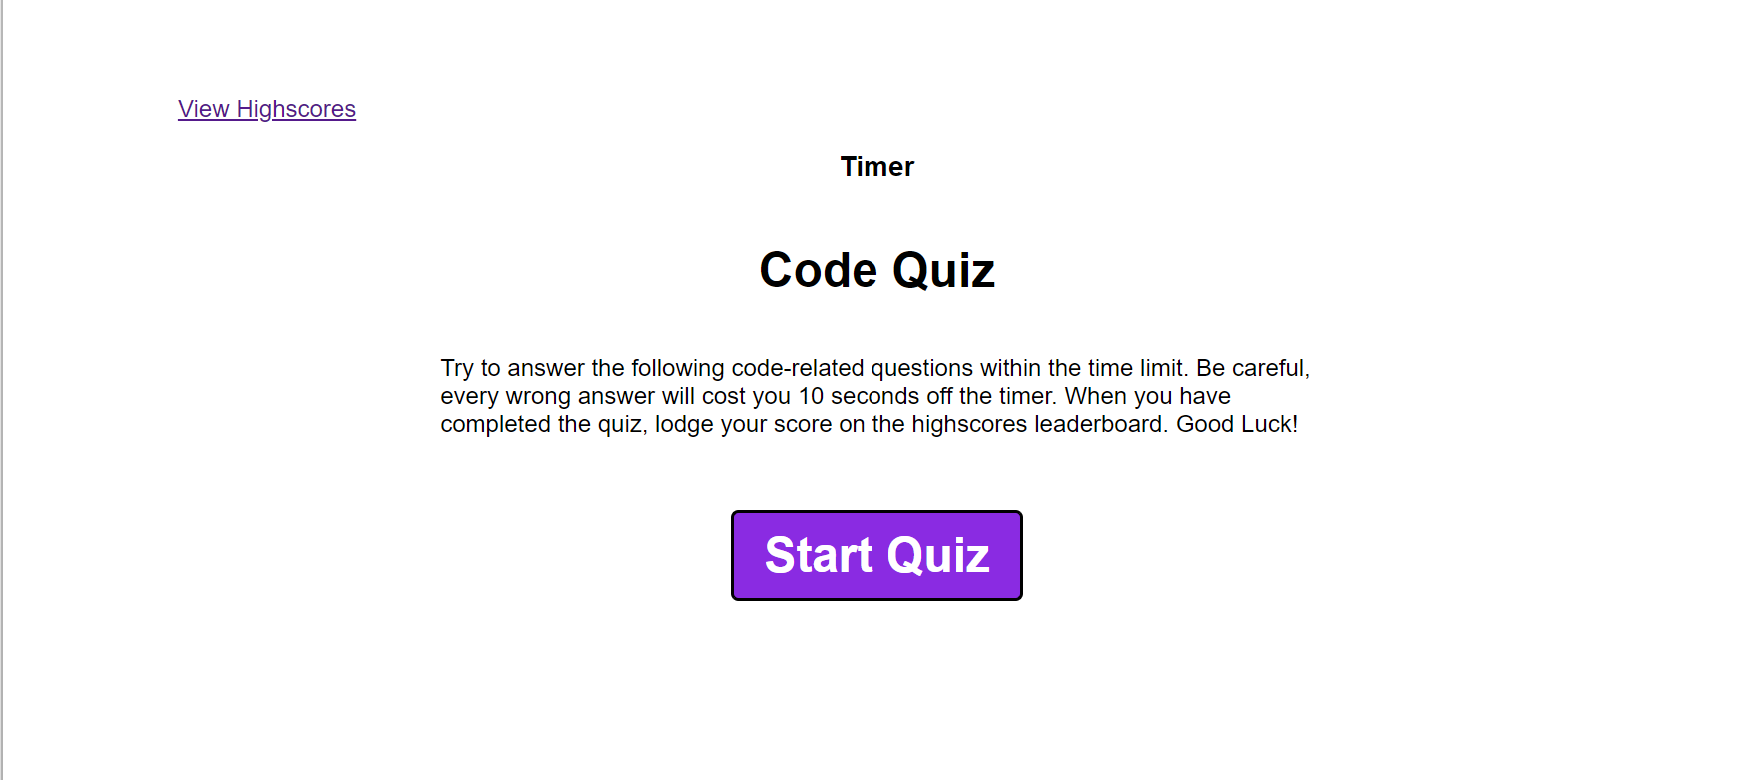 View Highscores
Timer
Code Quiz
Try to answer the following code-related questions within the time limit. Be careful,
every wrong answer will cost you 10 seconds off the timer. When you have
completed the quiz, lodge your score on the highscores leaderboard. Good Luck!
Start Quiz